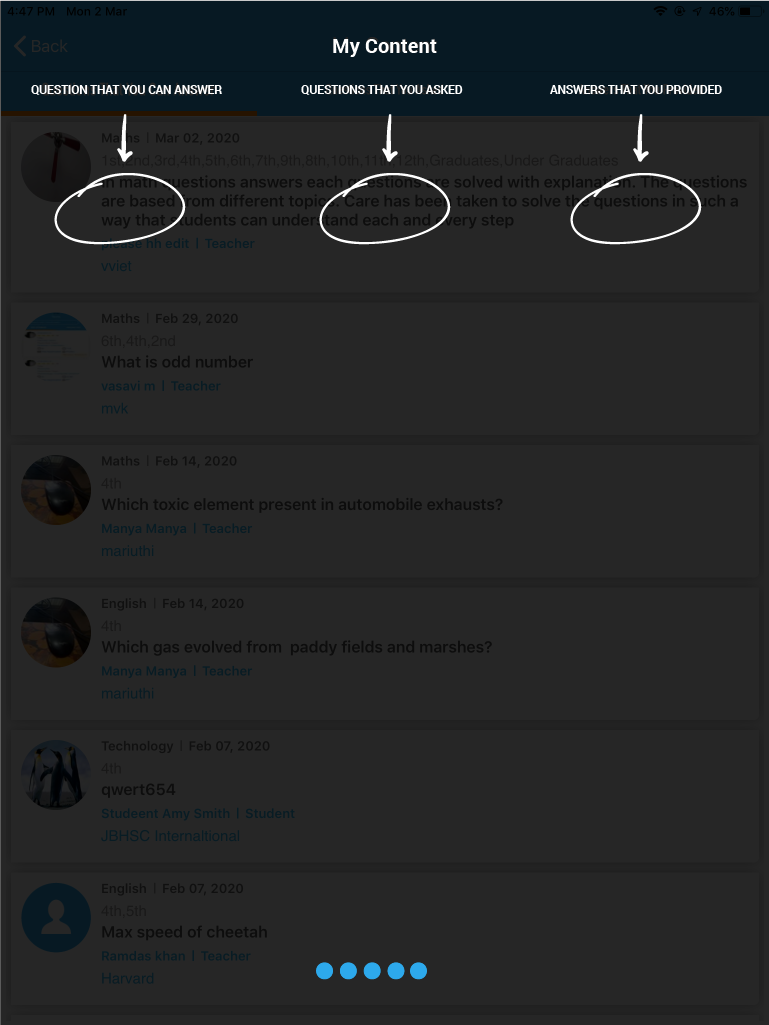 4:47 PM Mon 2 Mar 46%
Back My Content
QUESTION THAT YOU CAN ANSWER QUESTIONS THAT YOU ASKED ANSWERS THAT YOU PROVIDED
Maths | Mar 02, 2020
1st,2nd,3rd,4th,5th,6th,7th,9th,8th,10th,11th,12th,Graduates,Under Graduates
In math questions answers each questions are solved with explanation. The questions
are based from different topics. Care has been taken to solve the questions in such a
way that students can understand each and every step
please hh edit | Teacher
vviet
Maths | Feb 29, 2020
6th,4th,2nd
What is odd number
vasavi m | Teacher
mvk
Maths | Feb 14, 2020
4th
Which toxic element present in automobile exhausts?
Manya Manya | Teacher
mariuthi
English | Feb 14, 2020
4th
Which gas evolved from paddy fields and marshes?
Manya Manya | Teacher
mariuthi
Technology | Feb 07, 2020
4th
qwert654
Studeent Amy Smith | Student
JBHSC Internaltional
English | Feb 07, 2020
4th,5th
Max speed of cheetah
Ramdas khan | Teacher
Harvard